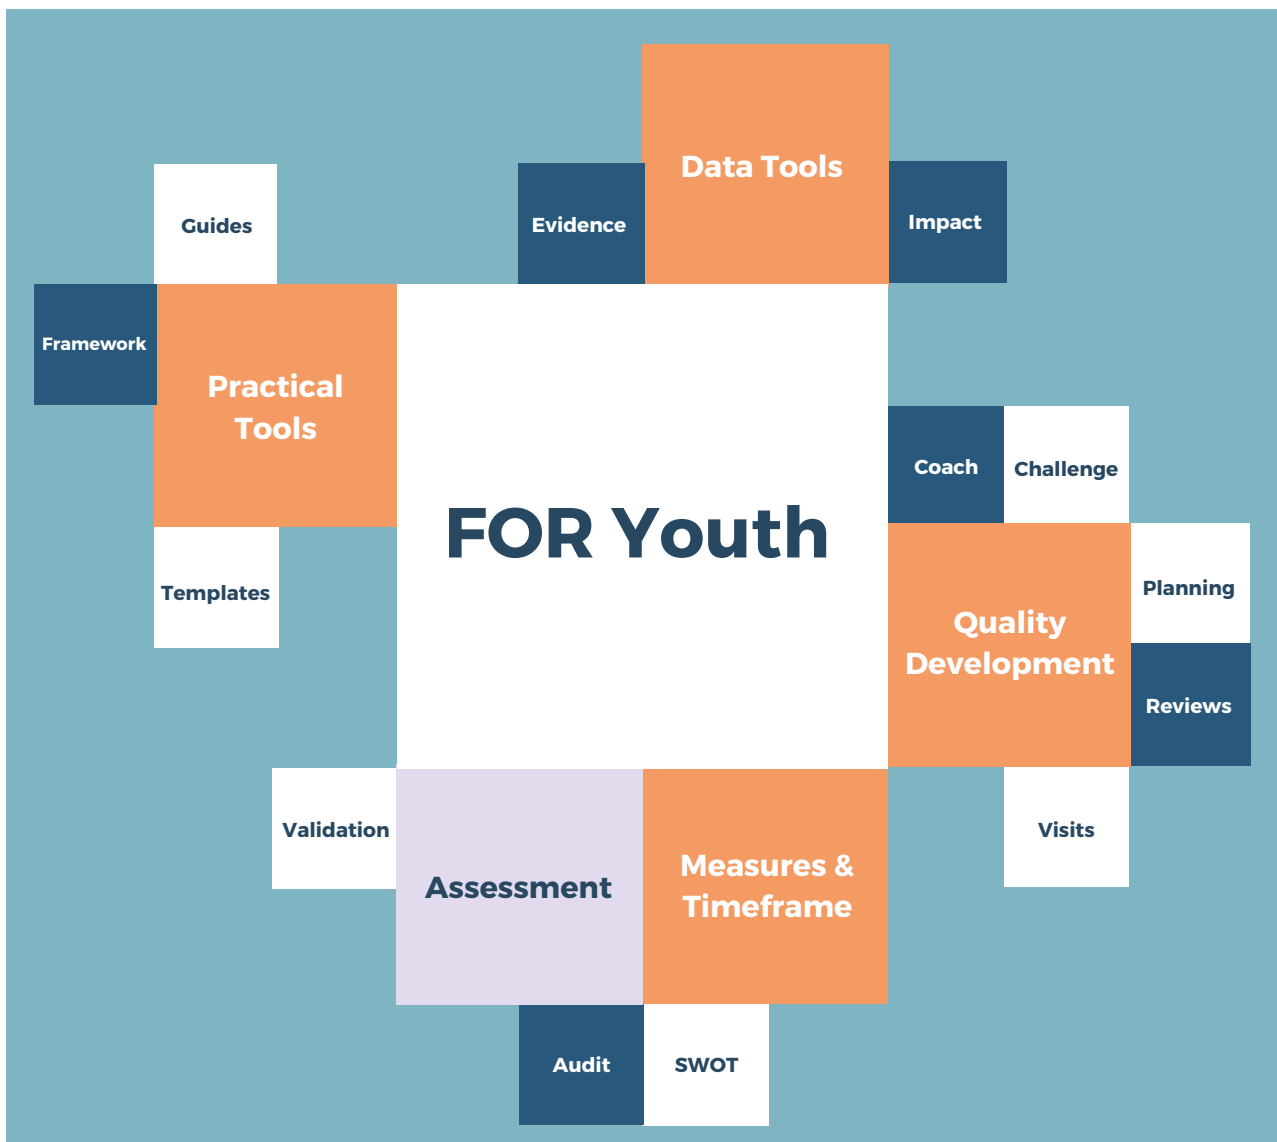 Data Tools
Evidence
Impact
Guides
Framework
Practical
Tools
Templates
FOR Youth
Coach
Challenge
Planning
Quality
Development
Reviews
Visits
Validation
Assessment
Measures &
Timeframe
Audit
SWOT